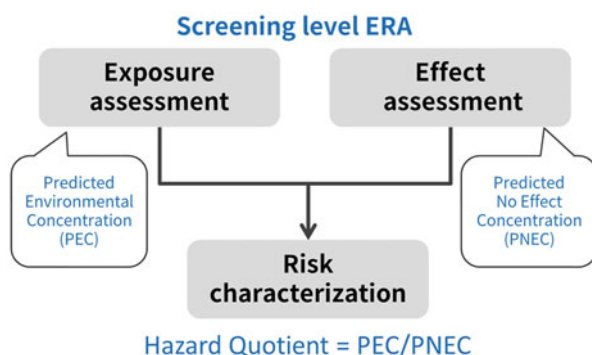 Screening level ERA
Exposure
assessment
Effect
assessment
Predicted
Environmental
Concentration
(PEC)
Predicted
No Effect
Concentration
(PNEC)
Risk
characterization
Hazard Quotient = PEC/PNEC